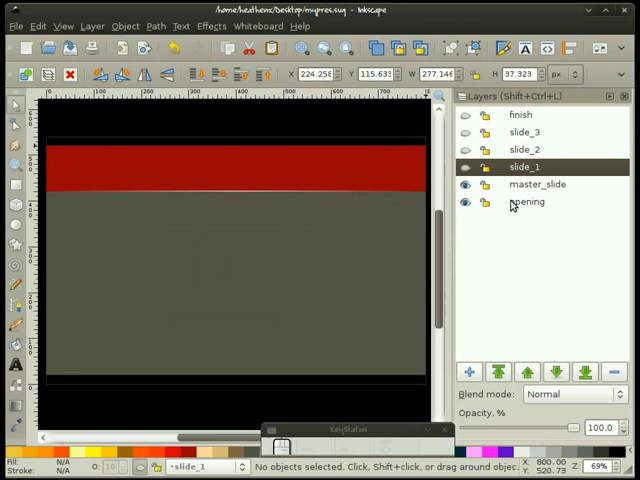 /home/heathens/Desktop/mypres.svg - Inkscape
File Edit View Layer Object Path Text Effects Whiteboard Help
X 224.258 Y 115.633 W 277.146 H 37.323 px
Layers (Shift+Ctrl+L)
finish
slide_3
slide_2
slide_1
master_slide
opening
Blend mode: Normal
Opacity, % 100.0
KeyStatus
Fill: N/A
Stroke: N/A
O:
•slide_1
No objects selected. Click, Shift+click, or drag around objec...
X: 800.00
Y: 520.73
Z: 69%